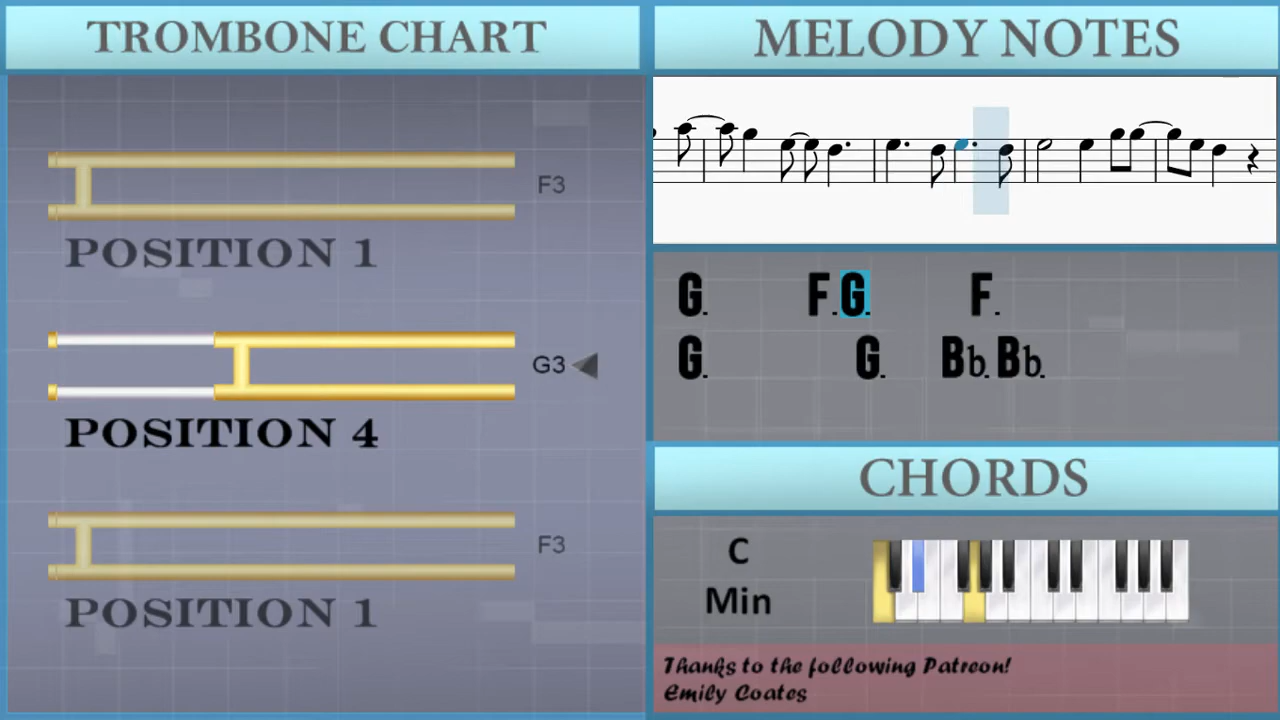 TROMBONE CHART
F3
POSITION 1
G3
POSITION 4
F3
POSITION 1
MELODY NOTES
G. F. G. F.
G. G. Bb. Bb.
CHORDS
C
Min
Thanks to the following Patreon!
Emily Coates